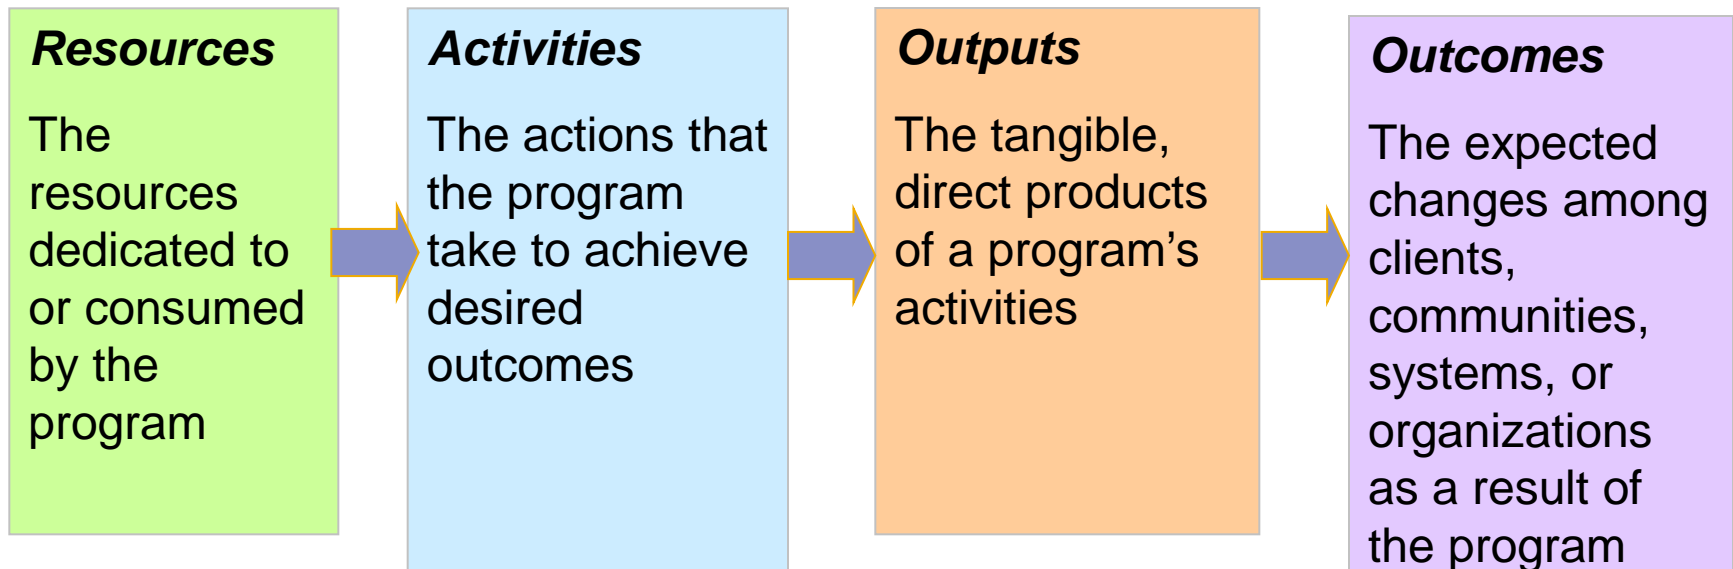 Resources
The
resources
dedicated to
or consumed
by the
program
Activities
The actions that
the program
take to achieve
desired
outcomes
Outputs
The tangible,
direct products
of a program’s
activities
Outcomes
The expected
changes among
clients,
communities,
systems, or
organizations
as a result of
the program